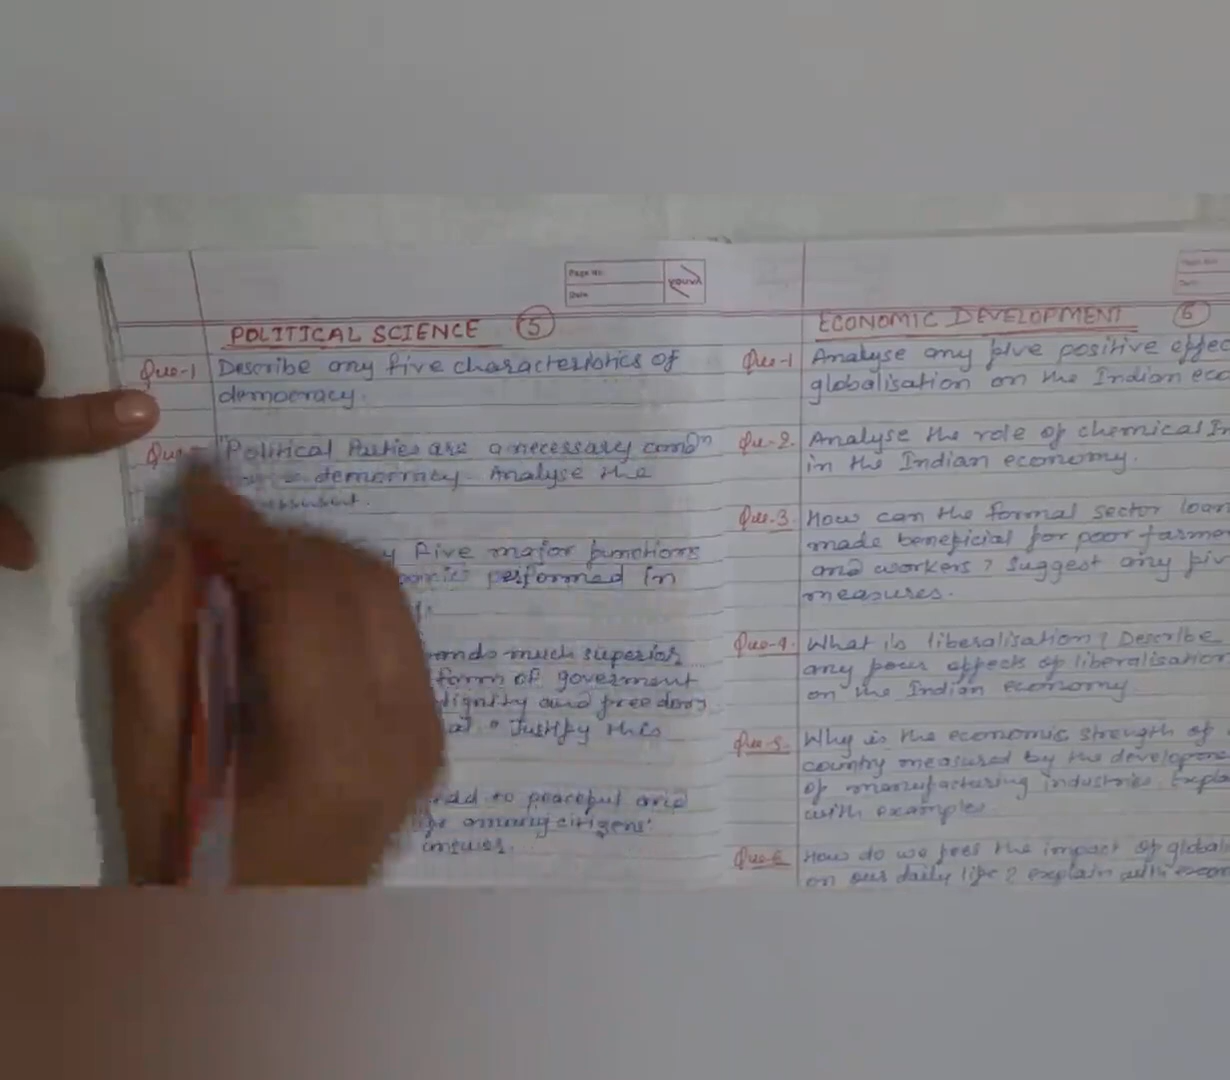 Page No.
Date
YOUVA
POLITICAL SCIENCE 5
Que-1 Describe any five characteristics of
democracy.
"Political Parties are a necessary condn
democracy. Analyse the
five major functions
performed in
much superior
form of goverment
dignity and freedom
Justify this
to peaceful and
among citizens'
ECONOMIC DEVELOPMENT 6
Que-1 Analyse any five positive effec
globalisation on the Indian eco
Que-2. Analyse the role of chemical In
in the Indian economy.
Que-3. How can the formal sector loan
made beneficial for poor farme
and workers? Suggest any fiv
measures.
Que-4. What is liberalisation? Describe
any four effects of liberalisation
on the Indian economy.
Que-5. Why is the economic strength of
country measured by the develop
of manufacturing industries. Expla
with example.
Que-6 How do we feel the impact of global
on our daily life? explain with exam